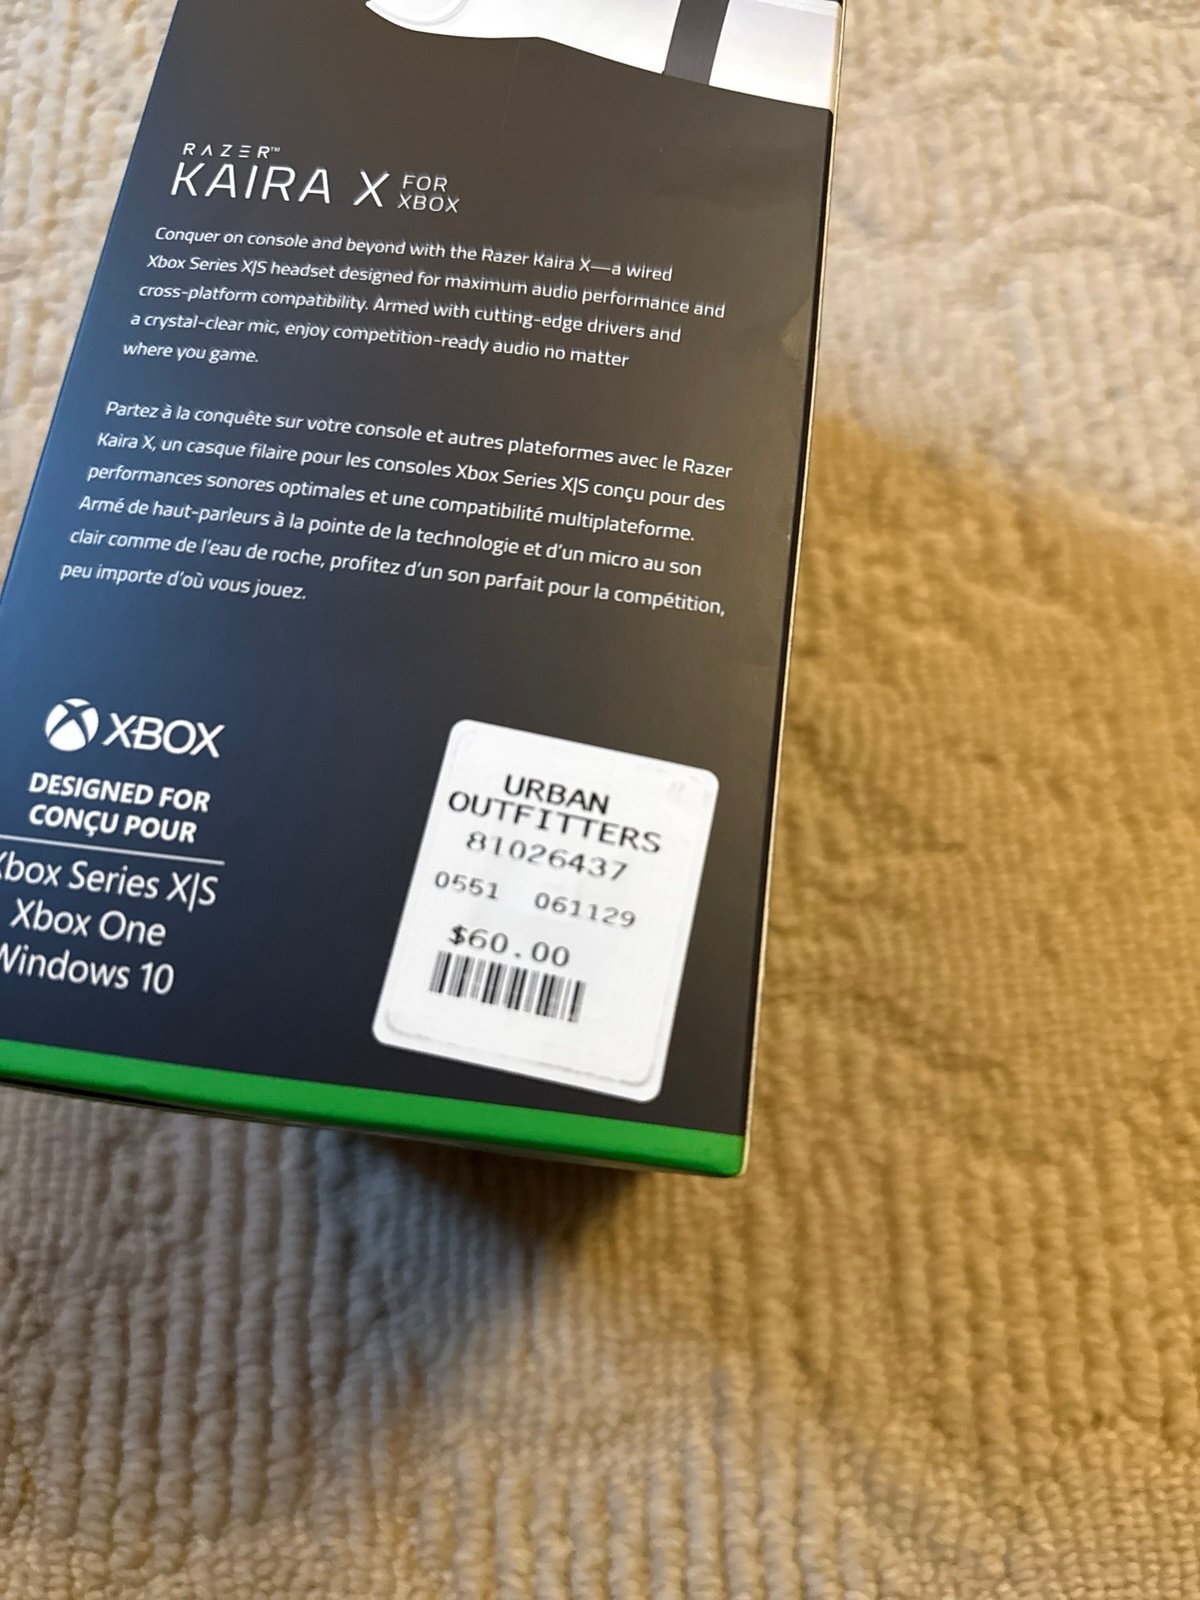 RAZER™
KAIRA X FOR XBOX
Conquer on console and beyond with the Razer Kaira X—a wired
Xbox Series X|S headset designed for maximum audio performance and
cross-platform compatibility. Armed with cutting-edge drivers and
a crystal-clear mic, enjoy competition-ready audio no matter
where you game.
Partez à la conquête sur votre console et autres plateformes avec le Razer
Kaira X, un casque filaire pour les consoles Xbox Series X|S conçu pour des
performances sonores optimales et une compatibilité multiplateforme.
Armé de haut-parleurs à la pointe de la technologie et d'un micro au son
clair comme de l'eau de roche, profitez d'un son parfait pour la compétition,
peu importe d'où vous jouez.
XBOX
DESIGNED FOR
CONÇU POUR
Xbox Series X|S
Xbox One
Windows 10
URBAN
OUTFITTERS
81026437
0551 061129
$60.00